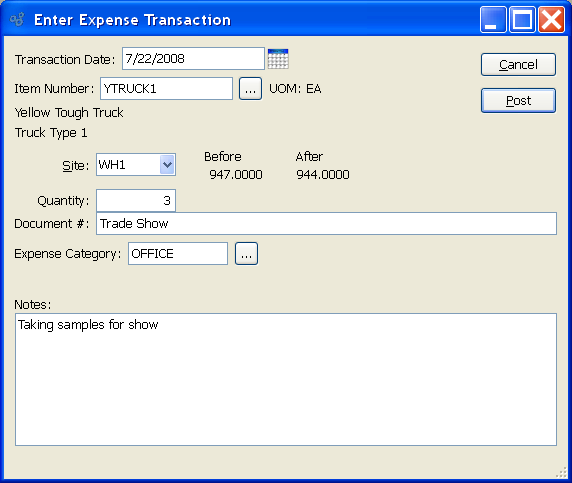 Enter Expense Transaction
Transaction Date: 7/22/2008
Cancel
Item Number: YTRUCK1 ... UOM: EA
Post
Yellow Tough Truck
Truck Type 1
Before After
Site: WH1 947.0000 944.0000
Quantity: 3
Document #: Trade Show
Expense Category: OFFICE ...
Notes:
Taking samples for show